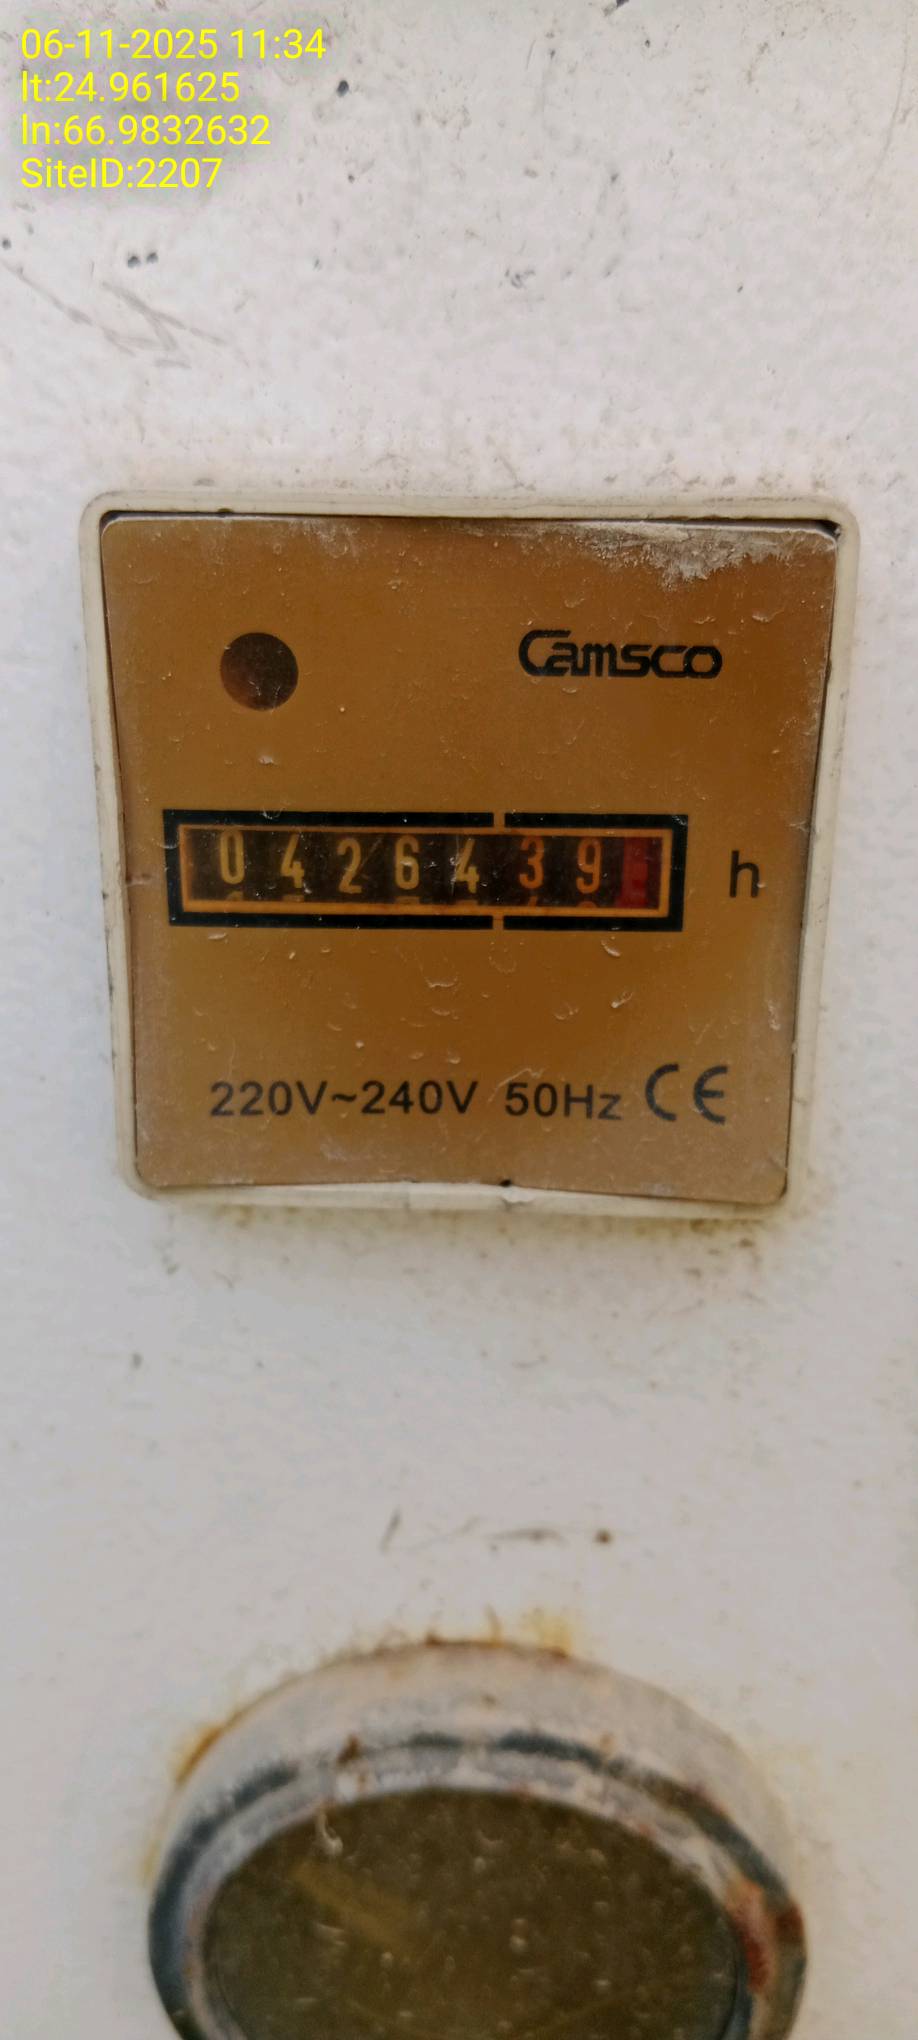 06-11-2025 11:34
lt:24.961625
ln:66.9832632
SiteID:2207
Camsco
0426439
h
220V~240V 50Hz CE